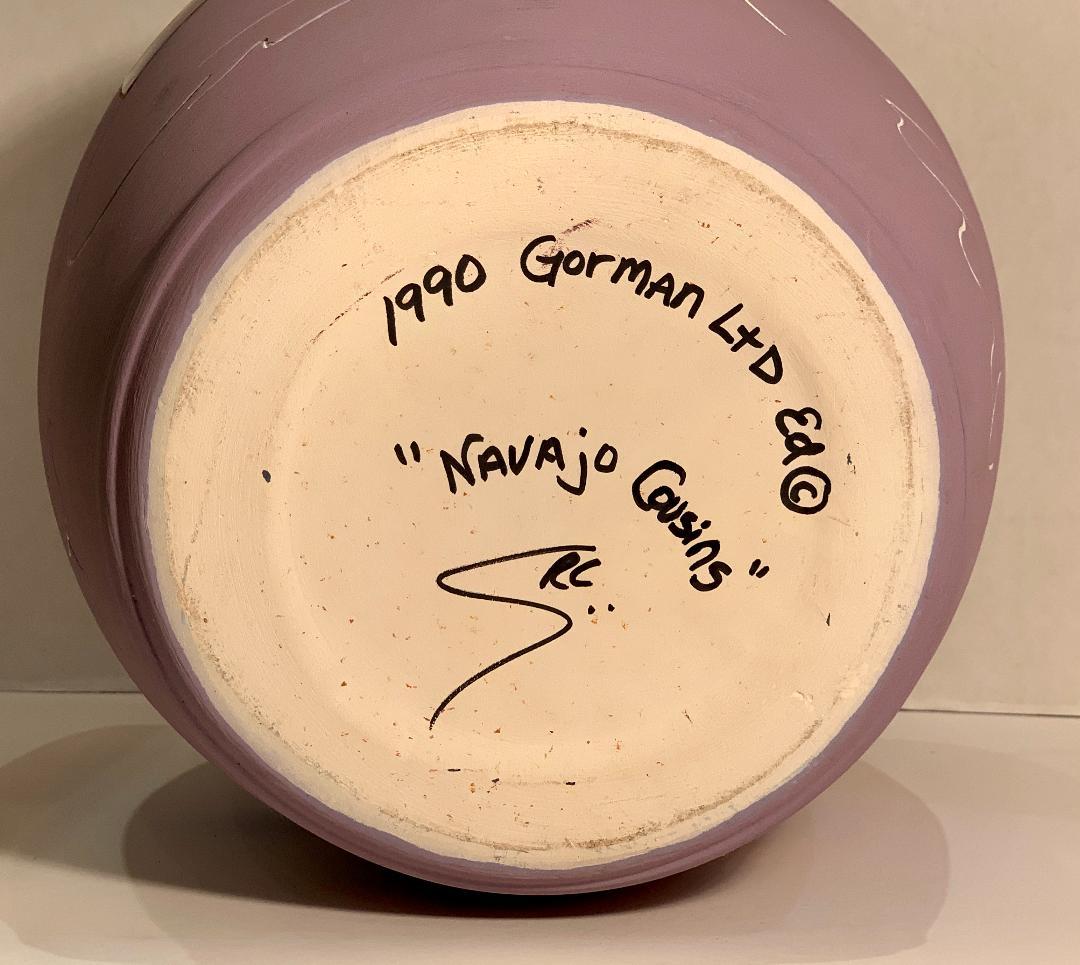 1990 Gorman Ltd Ed ©
"Navajo Cousins"
RC